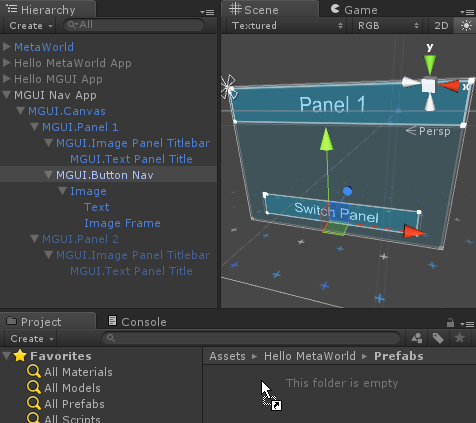 Hierarchy
Create
All
MetaWorld
Hello MetaWorld App
Hello MGUI App
MGUI Nav App
MGUI.Canvas
MGUI.Panel 1
MGUI.Image Panel Titlebar
MGUI.Text Panel Title
MGUI.Button Nav
Image
Text
Image Frame
MGUI.Panel 2
MGUI.Image Panel Titlebar
MGUI.Text Panel Title
Scene
Game
Textured
RGB
2D
y
x
Persp
Panel 1
Switch Panel
Project
Console
Create
Favorites
All Materials
All Models
All Prefabs
All Scripts
Assets Hello MetaWorld Prefabs
This folder is empty